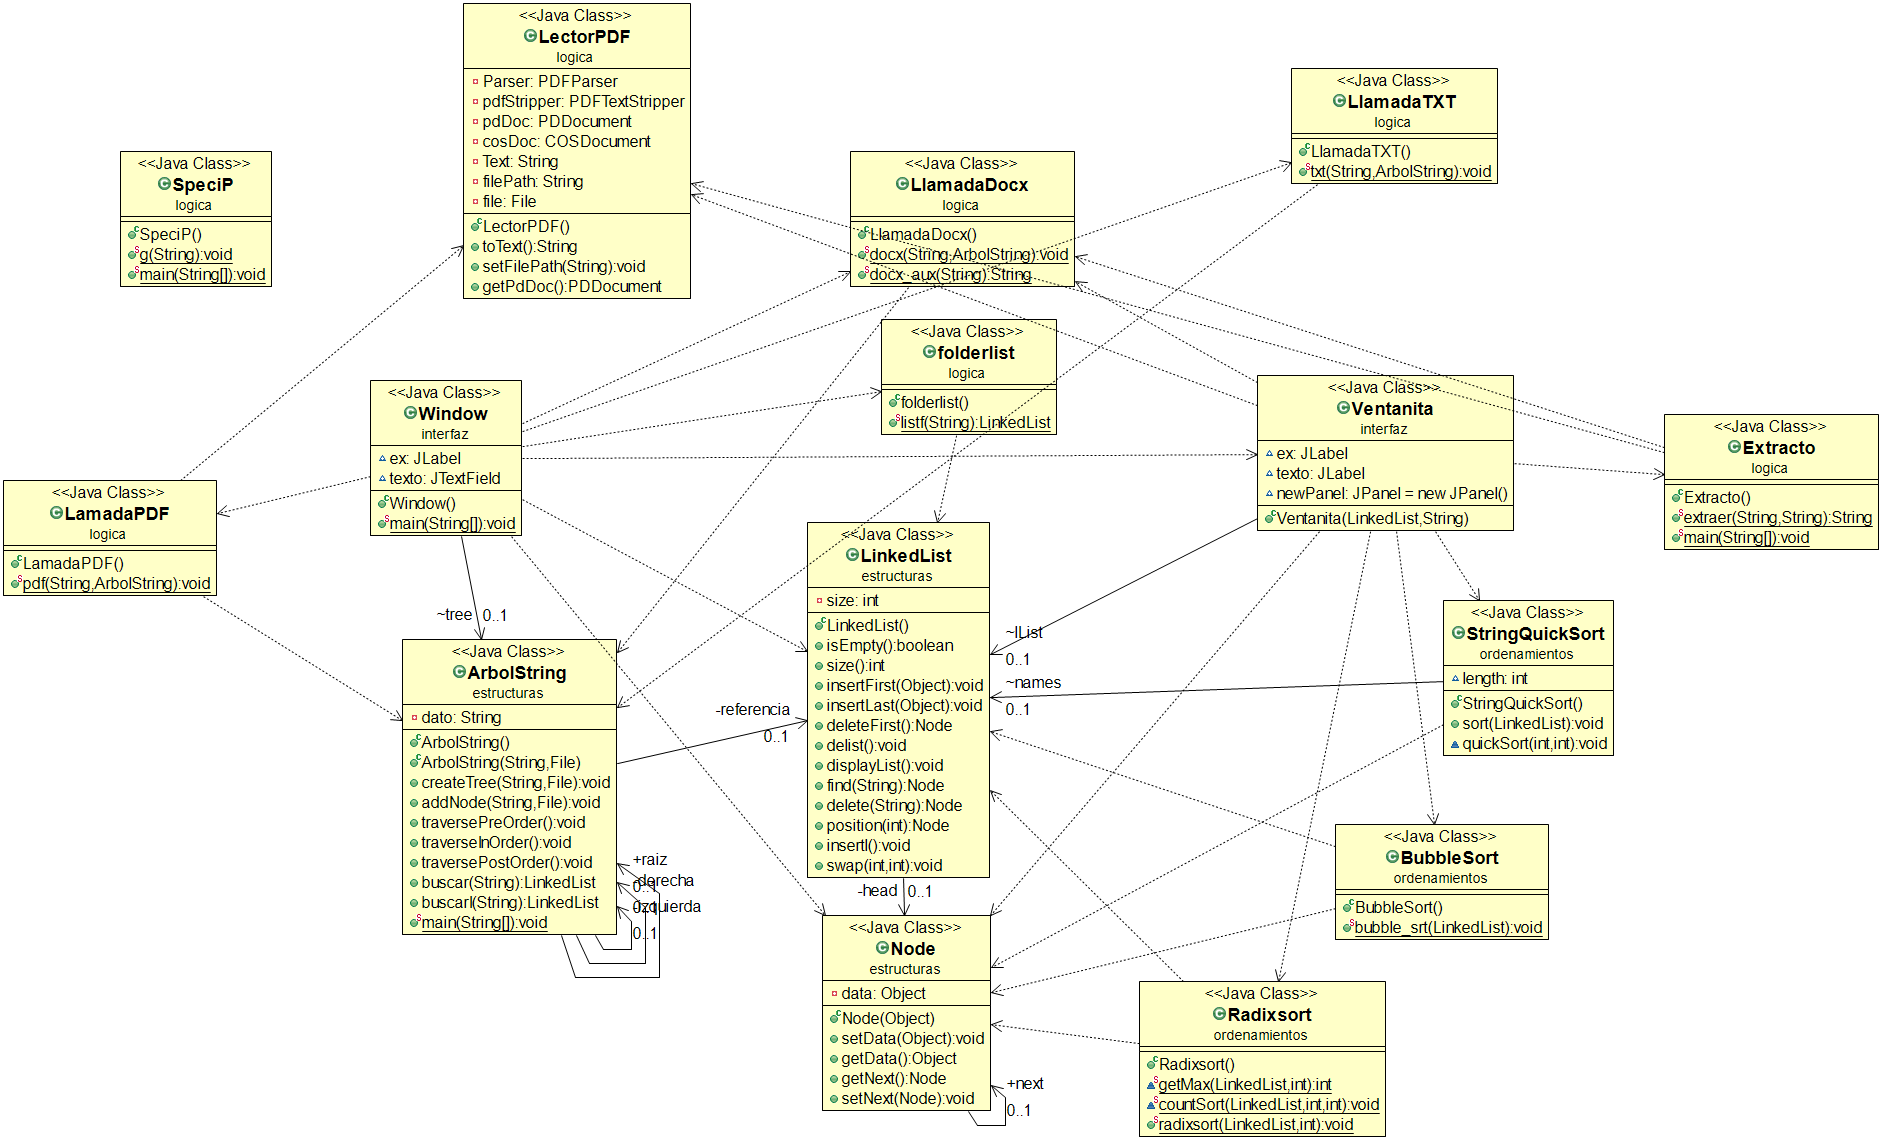 <<Java Class>>
LectorPDF
logica
Parser: PDFParser
pdfStripper: PDFTextStripper
pdDoc: PDDocument
cosDoc: COSDocument
Text: String
filePath: String
file: File
LectorPDF()
toText():String
setFilePath(String):void
getPdDoc():PDDocument
<<Java Class>>
LlamadaTXT
logica
LlamadaTXT()
txt(String,ArbolString):void
<<Java Class>>
SpeciP
logica
SpeciP()
g(String):void
main(String[]):void
<<Java Class>>
LlamadaDocx
logica
LlamadaDocx()
docx(String,ArbolString):void
docx_aux(String):String
<<Java Class>>
folderlist
logica
folderlist()
listf(String):LinkedList
<<Java Class>>
Window
interfaz
ex: JLabel
texto: JTextField
Window()
main(String[]):void
<<Java Class>>
Ventanita
interfaz
ex: JLabel
texto: JLabel
newPanel: JPanel = new JPanel()
Ventanita(LinkedList,String)
<<Java Class>>
Extracto
logica
Extracto()
extraer(String,String):String
main(String[]):void
<<Java Class>>
LamadaPDF
logica
LamadaPDF()
pdf(String,ArbolString):void
<<Java Class>>
LinkedList
estructuras
size: int
LinkedList()
isEmpty():boolean
size():int
insertFirst(Object):void
insertLast(Object):void
deleteFirst():Node
delist():void
displayList():void
find(String):Node
delete(String):Node
position(int):Node
insertI():void
swap(int,int):void
<<Java Class>>
StringQuickSort
ordenamientos
length: int
StringQuickSort()
sort(LinkedList):void
quickSort(int,int):void
~tree 0..1
~lList
0..1
~names
0..1
<<Java Class>>
ArbolString
estructuras
dato: String
ArbolString()
ArbolString(String,File)
createTree(String,File):void
addNode(String,File):void
traversePreOrder():void
traverseInOrder():void
traversePostOrder():void
buscar(String):LinkedList
buscarI(String):LinkedList
main(String[]):void
-referencia
0..1
+raiz
0..1
-derecha
0..1
-izquierda
0..1
-head 0..1
<<Java Class>>
BubbleSort
ordenamientos
BubbleSort()
bubble_srt(LinkedList):void
<<Java Class>>
Node
estructuras
data: Object
Node(Object)
setData(Object):void
getData():Object
getNext():Node
setNext(Node):void
+next
0..1
<<Java Class>>
Radixsort
ordenamientos
Radixsort()
getMax(LinkedList,int):int
countSort(LinkedList,int,int):void
radixsort(LinkedList,int):void